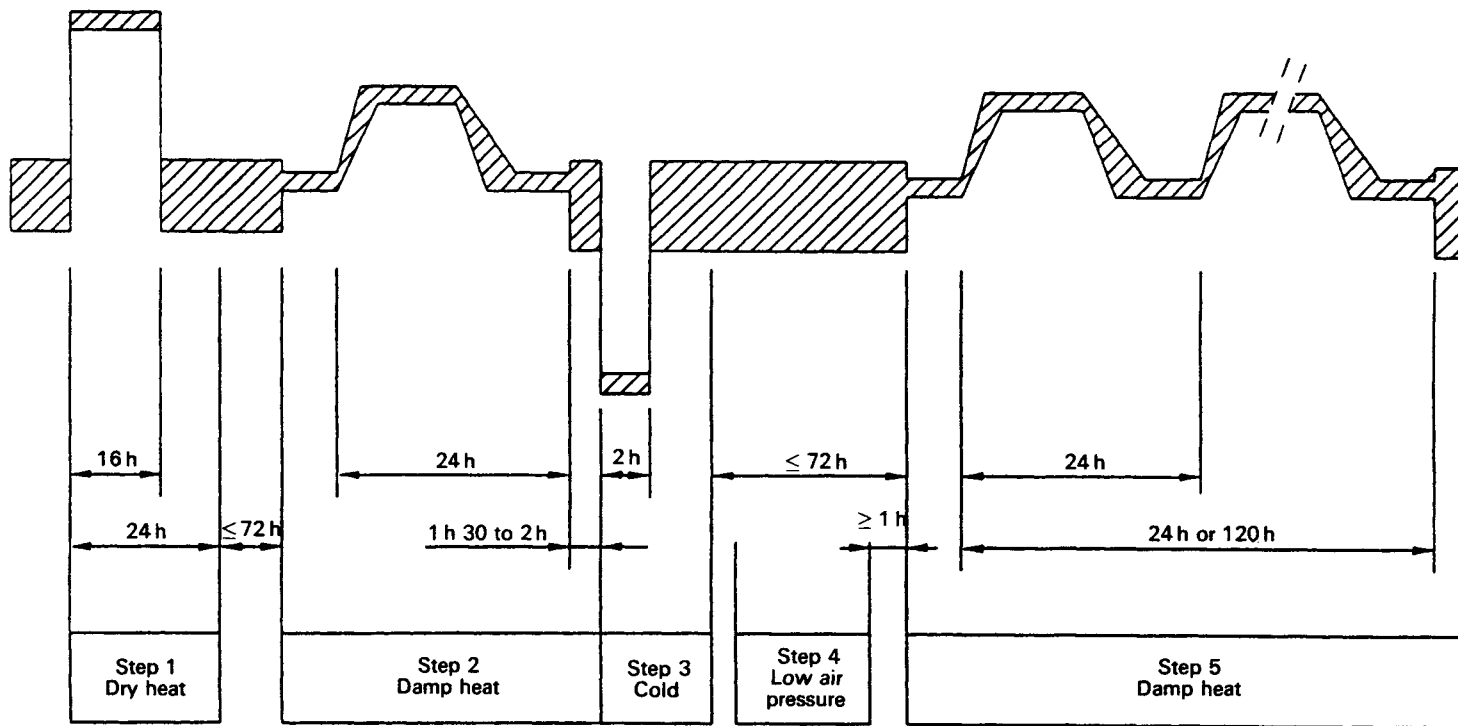 16 h
24 h
2 h
≤ 72 h
24 h
24 h
≤ 72 h
1 h 30 to 2 h
≥ 1 h
24 h or 120 h
Step 1
Dry heat
Step 2
Damp heat
Step 3
Cold
Step 4
Low air
pressure
Step 5
Damp heat